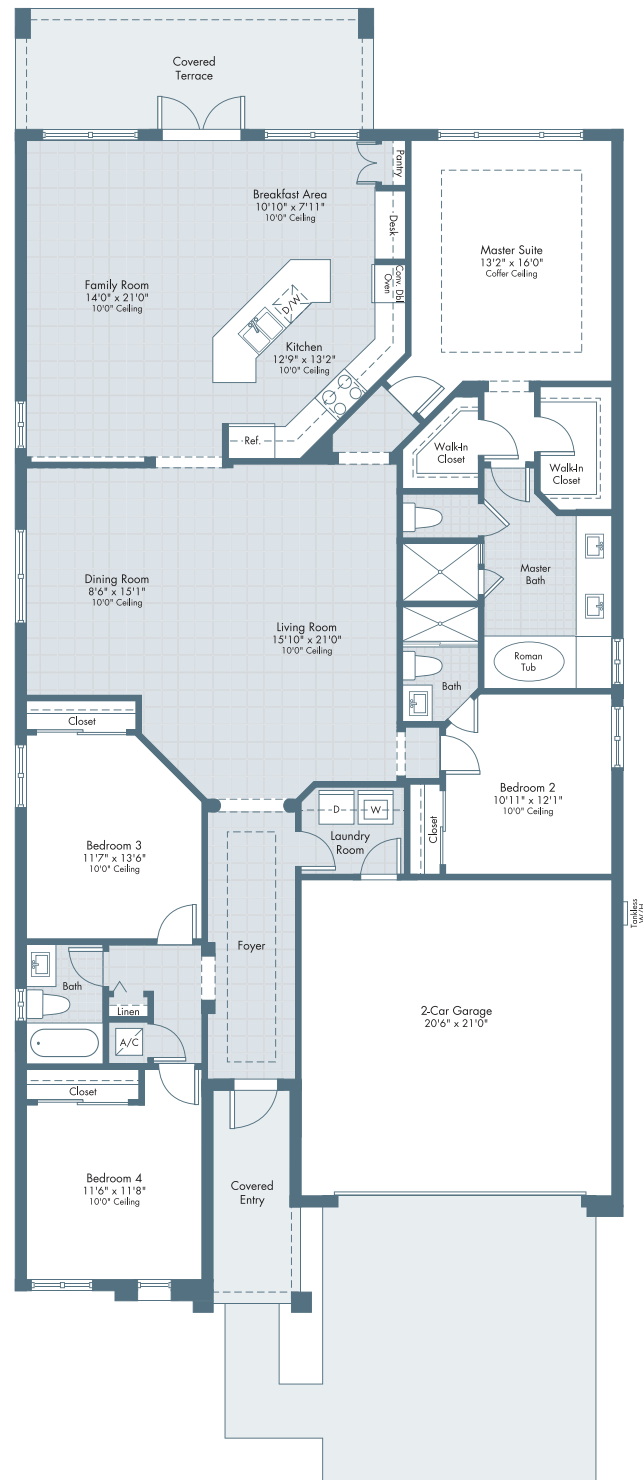 Covered
Terrace
Pantry
Breakfast Area
10'10" x 7'11"
10'0" Ceiling
Desk
Master Suite
13'2" x 16'0"
Coffer Ceiling
Family Room
14'0" x 21'0"
10'0" Ceiling
Conv. Dbl
Oven
D/W
Kitchen
12'9" x 13'2"
10'0" Ceiling
Ref.
Walk-In
Closet
Walk-In
Closet
Dining Room
8'6" x 15'1"
10'0" Ceiling
Master
Bath
Living Room
15'10" x 21'0"
10'0" Ceiling
Roman
Tub
Bath
Closet
Bedroom 2
10'11" x 12'1"
10'0" Ceiling
D
W
Laundry
Room
Closet
Bedroom 3
11'7" x 13'6"
10'0" Ceiling
Tankless
W/H
Foyer
Bath
Linen
A/C
2-Car Garage
20'6" x 21'0"
Closet
Bedroom 4
11'6" x 11'8"
10'0" Ceiling
Covered
Entry